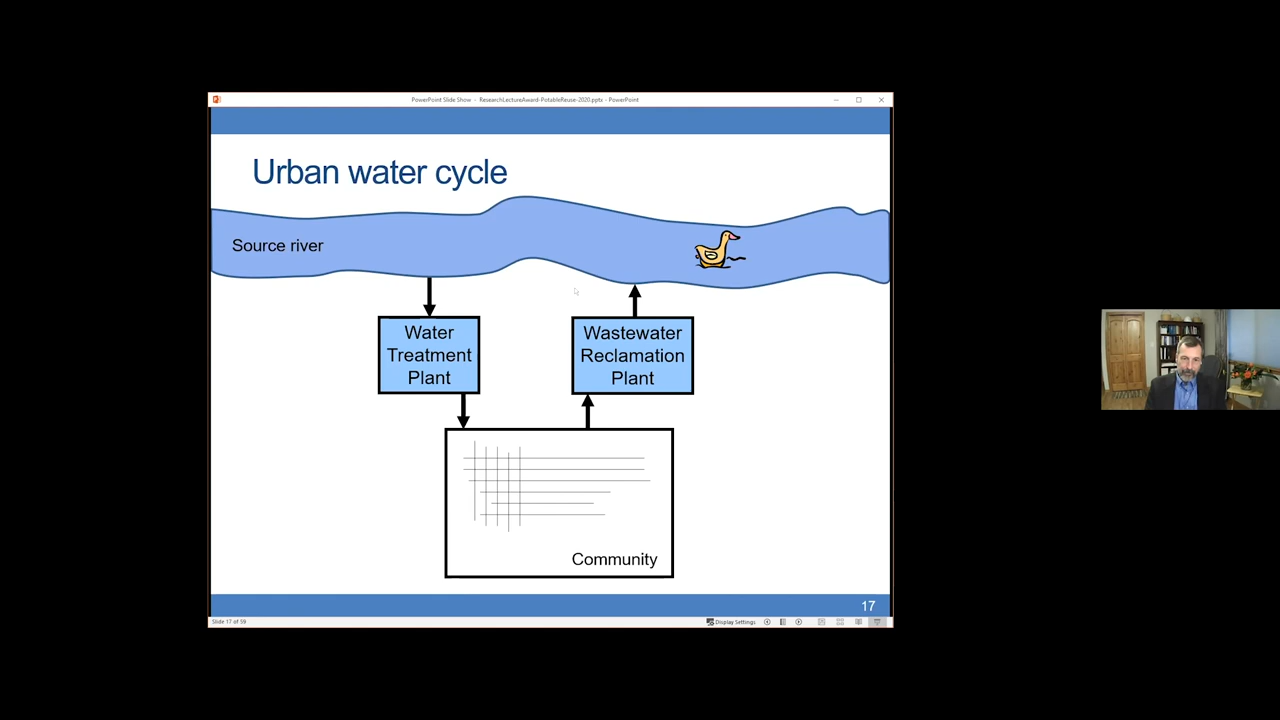 PowerPoint Slide Show - ResearchLectureAward-PotableReuse-2020.pptx - PowerPoint
Urban water cycle
Source river
Water
Treatment
Plant
Wastewater
Reclamation
Plant
Community
17
Slide 17 of 59
Display Settings